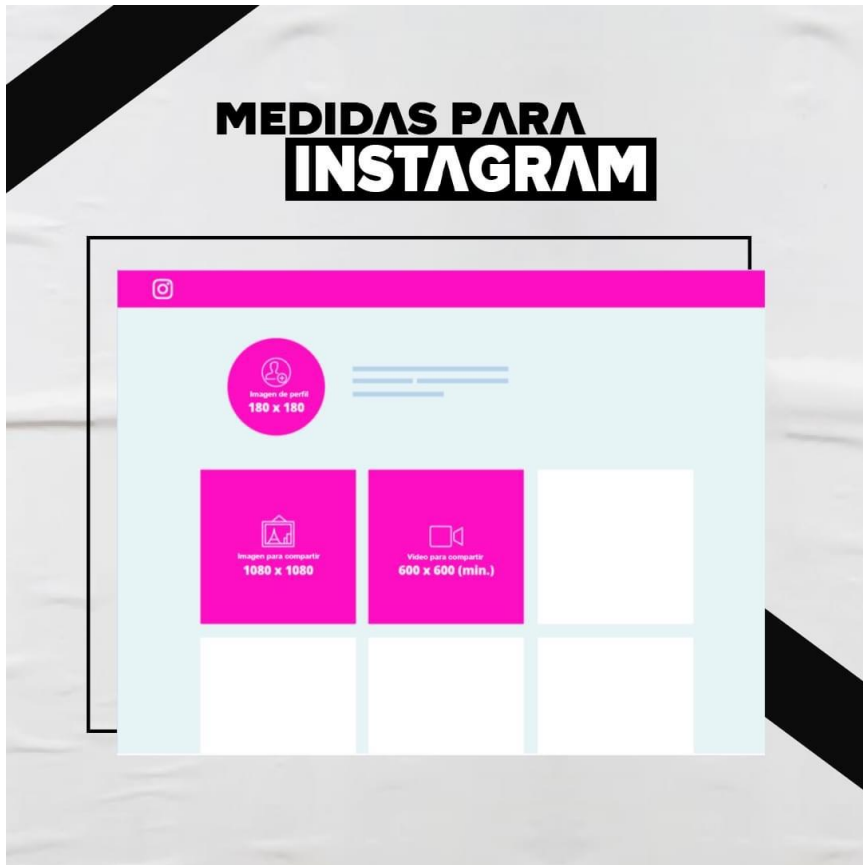 MEDIDAS PARA
INSTAGRAM
Imagen de perfil
180 x 180
Imagen para compartir
1080 x 1080
Video para compartir
600 x 600 (min.)